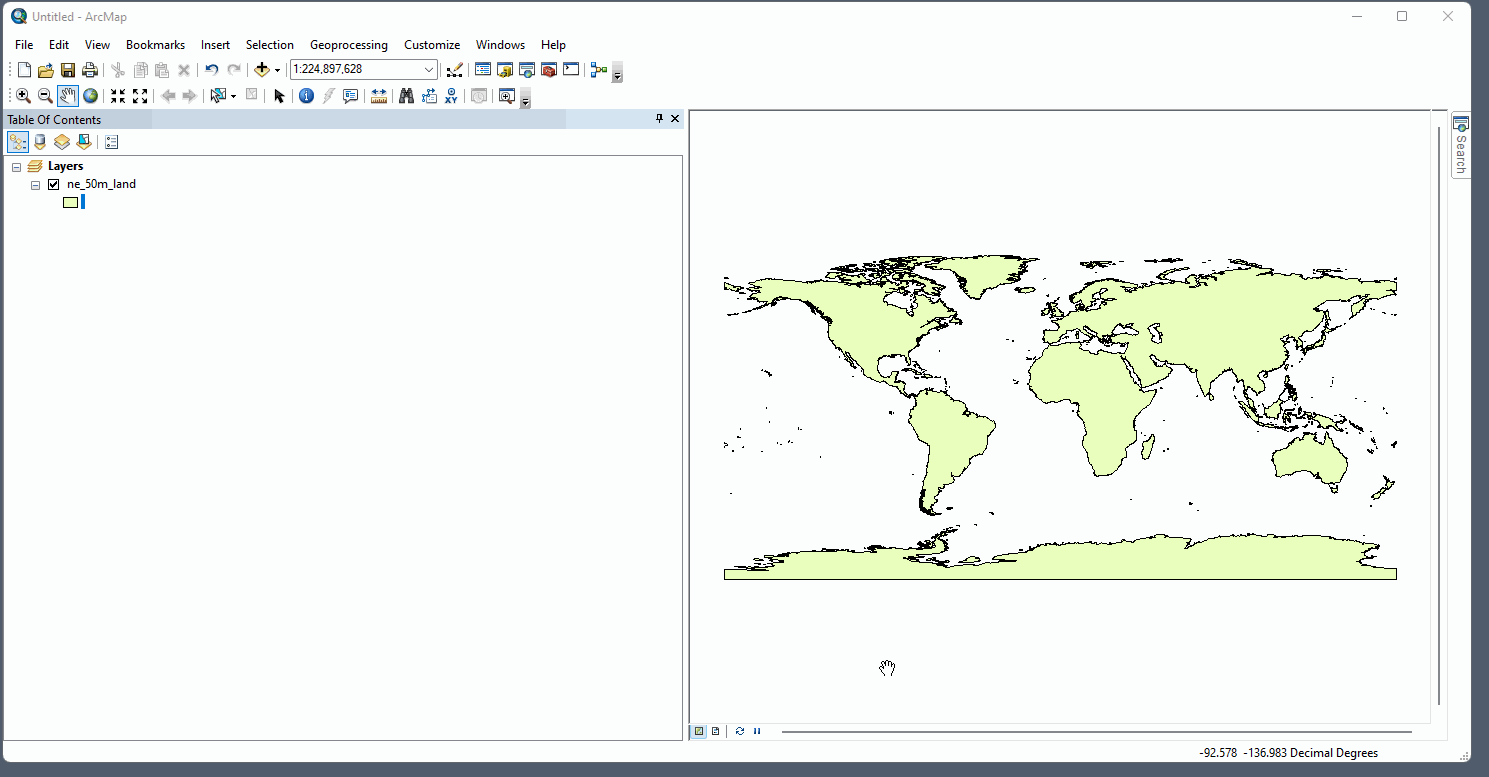 Untitled - ArcMap
File Edit View Bookmarks Insert Selection Geoprocessing Customize Windows Help
1:224,897,628
XY
Table Of Contents
Layers
ne_50m_land
Search
-92.578 -136.983 Decimal Degrees